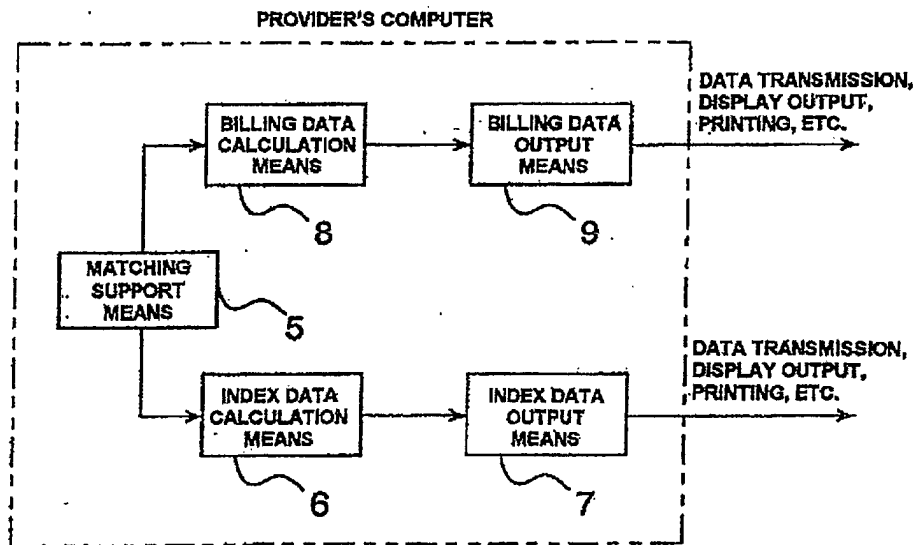 PROVIDER'S COMPUTER
DATA TRANSMISSION,
DISPLAY OUTPUT,
PRINTING, ETC.
BILLING DATA
CALCULATION
MEANS
BILLING DATA
OUTPUT
MEANS
8
9
MATCHING
SUPPORT
MEANS
5
DATA TRANSMISSION,
DISPLAY OUTPUT,
PRINTING, ETC.
INDEX DATA
CALCULATION
MEANS
INDEX DATA
OUTPUT
MEANS
6
7